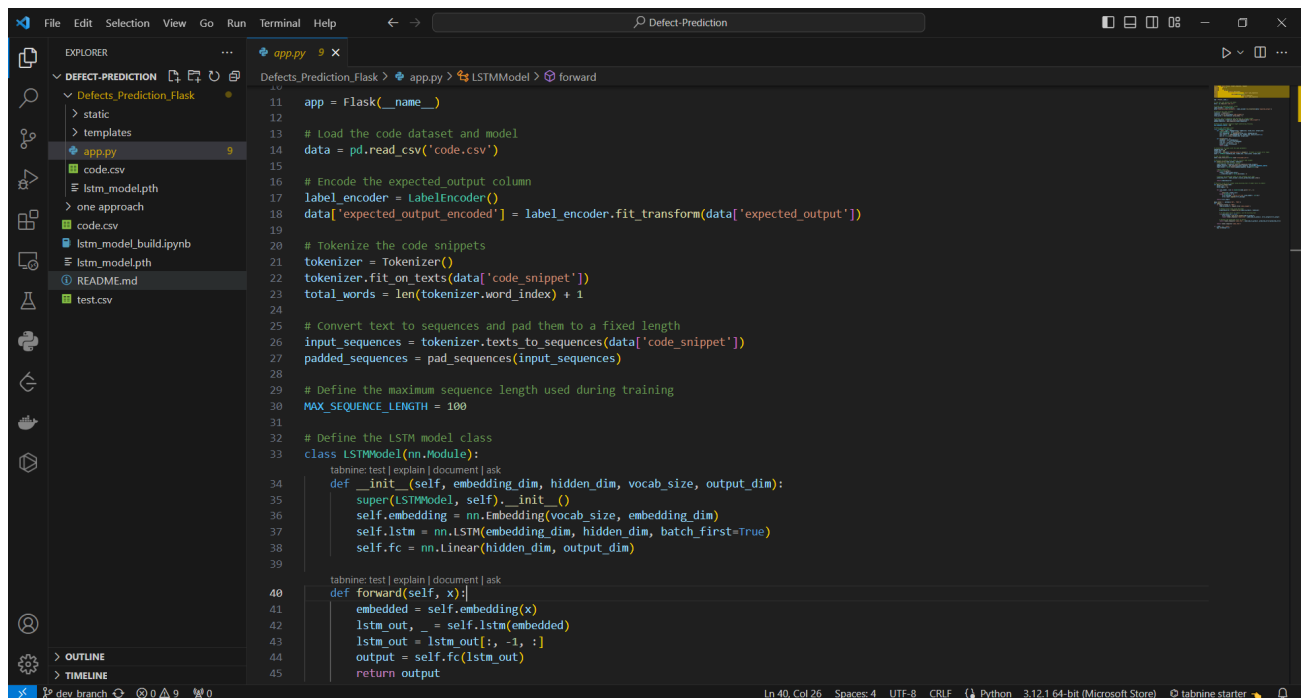 File Edit Selection View Go Run Terminal Help
Defect-Prediction
EXPLORER
DEFECT-PREDICTION
Defects_Prediction_Flask
static
templates
app.py 9
code.csv
lstm_model.pth
one approach
code.csv
lstm_model_build.ipynb
lstm_model.pth
README.md
test.csv
OUTLINE
TIMELINE
app.py 9
Defects_Prediction_Flask > app.py > LSTMModel > forward
10
11 app = Flask(__name__)
12
13 # Load the code dataset and model
14 data = pd.read_csv('code.csv')
15
16 # Encode the expected_output column
17 label_encoder = LabelEncoder()
18 data['expected_output_encoded'] = label_encoder.fit_transform(data['expected_output'])
19
20 # Tokenize the code snippets
21 tokenizer = Tokenizer()
22 tokenizer.fit_on_texts(data['code_snippet'])
23 total_words = len(tokenizer.word_index) + 1
24
25 # Convert text to sequences and pad them to a fixed length
26 input_sequences = tokenizer.texts_to_sequences(data['code_snippet'])
27 padded_sequences = pad_sequences(input_sequences)
28
29 # Define the maximum sequence length used during training
30 MAX_SEQUENCE_LENGTH = 100
31
32 # Define the LSTM model class
33 class LSTMModel(nn.Module):
tabnine: test | explain | document | ask
34 def __init__(self, embedding_dim, hidden_dim, vocab_size, output_dim):
35 super(LSTMModel, self).__init__()
36 self.embedding = nn.Embedding(vocab_size, embedding_dim)
37 self.lstm = nn.LSTM(embedding_dim, hidden_dim, batch_first=True)
38 self.fc = nn.Linear(hidden_dim, output_dim)
39
tabnine: test | explain | document | ask
40 def forward(self, x):
41 embedded = self.embedding(x)
42 lstm_out, _ = self.lstm(embedded)
43 lstm_out = lstm_out[:, -1, :]
44 output = self.fc(lstm_out)
45 return output
dev branch 0 9 0 Ln 40, Col 26 Spaces: 4 UTF-8 CRLF Python 3.12.1 64-bit (Microsoft Store) tabnine starter